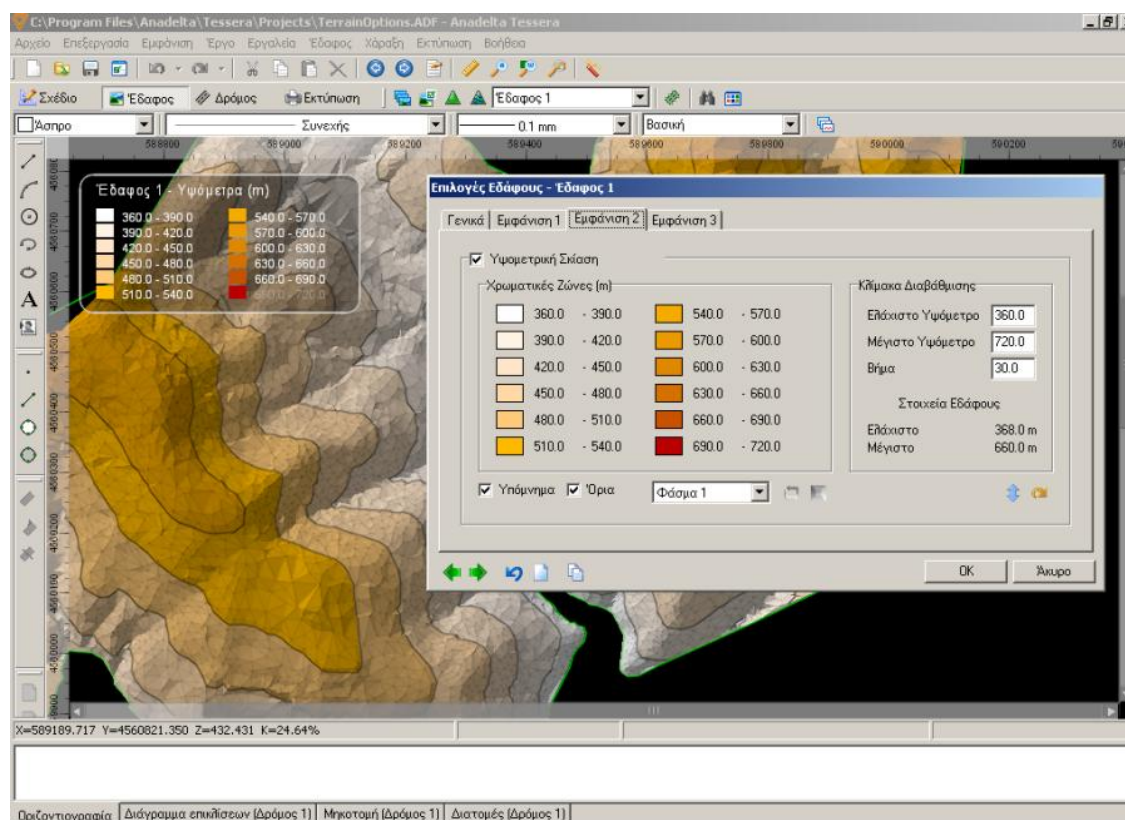 C:\Program Files\Anadelta\Tessera\Projects\TerrainOptions.ADF - Anadelta Tessera
Αρχείο Επεξεργασία Εμφάνιση Έργο Εργαλεία Έδαφος Χάραξη Εκτύπωση Βοήθεια
Σχέδιο Έδαφος Δρόμος Εκτύπωση Έδαφος 1
Άσπρο Συνεχής 0.1 mm Βασική
588800 589000 589200 589400 589600 589800 590000 590200
Έδαφος 1 - Υψόμετρα (m)
360.0 - 390.0 540.0 - 570.0
390.0 - 420.0 570.0 - 600.0
420.0 - 450.0 600.0 - 630.0
450.0 - 480.0 630.0 - 660.0
480.0 - 510.0 660.0 - 690.0
510.0 - 540.0 690.0 - 720.0
Επιλογές Εδάφους - Έδαφος 1
Γενικά Εμφάνιση 1 Εμφάνιση 2 Εμφάνιση 3
Υψομετρική Σκίαση
Χρωματικές Ζώνες (m) Κλίμακα Διαβάθμισης
360.0 - 390.0 540.0 - 570.0 Ελάχιστο Υψόμετρο 360.0
390.0 - 420.0 570.0 - 600.0 Μέγιστο Υψόμετρο 720.0
420.0 - 450.0 600.0 - 630.0 Βήμα 30.0
450.0 - 480.0 630.0 - 660.0
Στοιχεία Εδάφους
480.0 - 510.0 660.0 - 690.0 Ελάχιστο 368.0 m
510.0 - 540.0 690.0 - 720.0 Μέγιστο 660.0 m
Υπόμνημα Όρια Φάσμα 1
OK Άκυρο
A
X=589189.717 Y=4560821.350 Z=432.431 K=24.64%
Οριζοντιογραφία Διάγραμμα επικλίσεων (Δρόμος 1) Μηκοτομή (Δρόμος 1) Διατομές (Δρόμος 1)